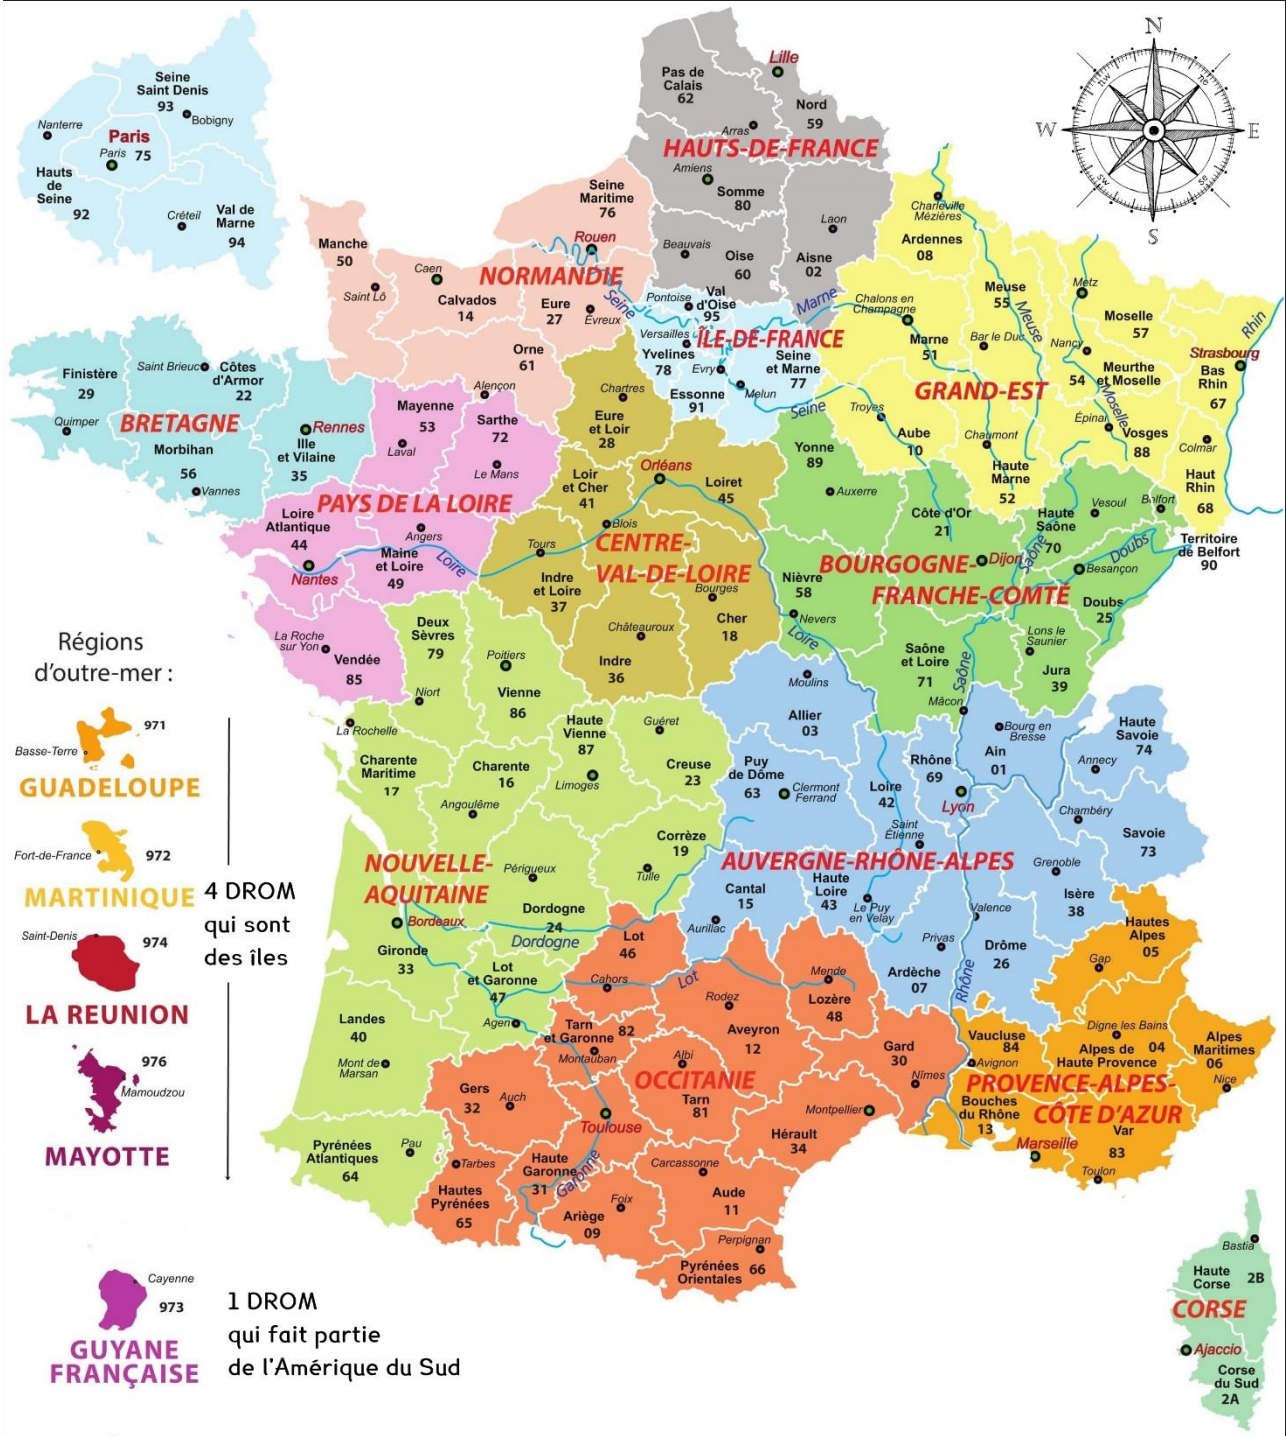 Seine
Saint Denis
93
Bobigny
Nanterre
Paris
Paris 75
Hauts
de
Seine
92
Créteil
Val de
Marne
94
N
nw
ne
W
E
sw
se
S
Lille
Pas de
Calais
62
Nord
59
Arras
HAUTS-DE-FRANCE
Amiens
Somme
80
Laon
Beauvais
Oise
60
Aisne
02
Seine
Maritime
76
Rouen
Manche
50
Caen
Saint Lô
NORMANDIE
Calvados
14
Eure
27
Évreux
Seine
Orne
61
Alençon
Pontoise
Val
d'Oise
95
Versailles
ÎLE-DE-FRANCE
Yvelines
78
Seine
et Marne
77
Evry
Melun
Essonne
91
Marne
Seine
Charleville
Mézières
Ardennes
08
Chalons en
Champagne
Marne
51
Meuse
55
Meuse
Bar le Duc
Metz
Moselle
57
Nancy
54
Meurthe
et Moselle
Moselle
Rhin
Strasbourg
Bas
Rhin
67
GRAND-EST
Troyes
Aube
10
Chaumont
Haute
Marne
52
Épinal
Vosges
88
Colmar
Haut
Rhin
68
Finistère
29
Saint Brieuc
Côtes
d'Armor
22
Quimper
BRETAGNE
Rennes
Morbihan
56
Vannes
Ille
et Vilaine
35
Mayenne
53
Laval
Sarthe
72
Le Mans
PAYS DE LA LOIRE
Loire
Atlantique
44
Nantes
Angers
Maine
et Loire
49
Loire
La Roche
sur Yon
Vendée
85
Chartres
Eure
et Loir
28
Loir
et Cher
41
Orléans
Loiret
45
Blois
Tours
CENTRE-
VAL-DE-LOIRE
Indre
et Loire
37
Bourges
Châteauroux
Cher
18
Indre
36
Yonne
89
Auxerre
Côte d'Or
21
Haute
Saône
70
Vesoul
Belfort
Territoire
de Belfort
90
BOURGOGNE-
FRANCHE-COMTÉ
Dijon
Saône
Doubs
Besançon
Nièvre
58
Nevers
Loire
Doubs
25
Lons le
Saunier
Saône
et Loire
71
Saône
Jura
39
Mâcon
Deux
Sèvres
79
Poitiers
Niort
Vienne
86
La Rochelle
Haute
Vienne
87
Guéret
Charente
Maritime
17
Charente
16
Limoges
Creuse
23
Angoulême
Corrèze
19
NOUVELLE-
AQUITAINE
Périgueux
Tulle
Bordeaux
Dordogne
24
Dordogne
Gironde
33
Lot
et Garonne
47
Agen
Landes
40
Mont de
Marsan
Pyrénées
Atlantiques
64
Pau
Moulins
Allier
03
Bourg en
Bresse
Ain
01
Haute
Savoie
74
Annecy
Puy
de Dôme
63
Clermont
Ferrand
Loire
42
Rhône
69
Lyon
Saint
Étienne
Chambéry
Savoie
73
AUVERGNE-RHÔNE-ALPES
Grenoble
Isère
38
Cantal
15
Aurillac
Haute
Loire
43
Le Puy
en Velay
Valence
Privas
Drôme
26
Ardèche
07
Rhône
Lot
46
Cahors
Lot
Mende
Lozère
48
Rodez
Aveyron
12
Tarn
et Garonne
82
Montauban
Albi
OCCITANIE
Tarn
81
Gard
30
Nîmes
Gers
32
Auch
Toulouse
Montpellier
Hérault
34
Tarbes
Haute
Garonne
31
Garonne
Carcassonne
Hautes
Pyrénées
65
Foix
Ariège
09
Aude
11
Perpignan
Pyrénées
Orientales
66
Hautes
Alpes
05
Gap
Vaucluse
84
Avignon
Digne les Bains
04
Alpes de
Haute Provence
Alpes
Maritimes
06
Nice
PROVENCE-ALPES-
CÔTE D'AZUR
Bouches
du Rhône
13
Marseille
Var
83
Toulon
Bastia
Haute
Corse
2B
CORSE
Ajaccio
Corse
du Sud
2A
Régions
d'outre-mer :
971
Basse-Terre
GUADELOUPE
Fort-de-France
972
MARTINIQUE
Saint-Denis
974
LA REUNION
976
Mamoudzou
MAYOTTE
4 DROM
qui sont
des îles
Cayenne
973
GUYANE
FRANÇAISE
1 DROM
qui fait partie
de l'Amérique du Sud